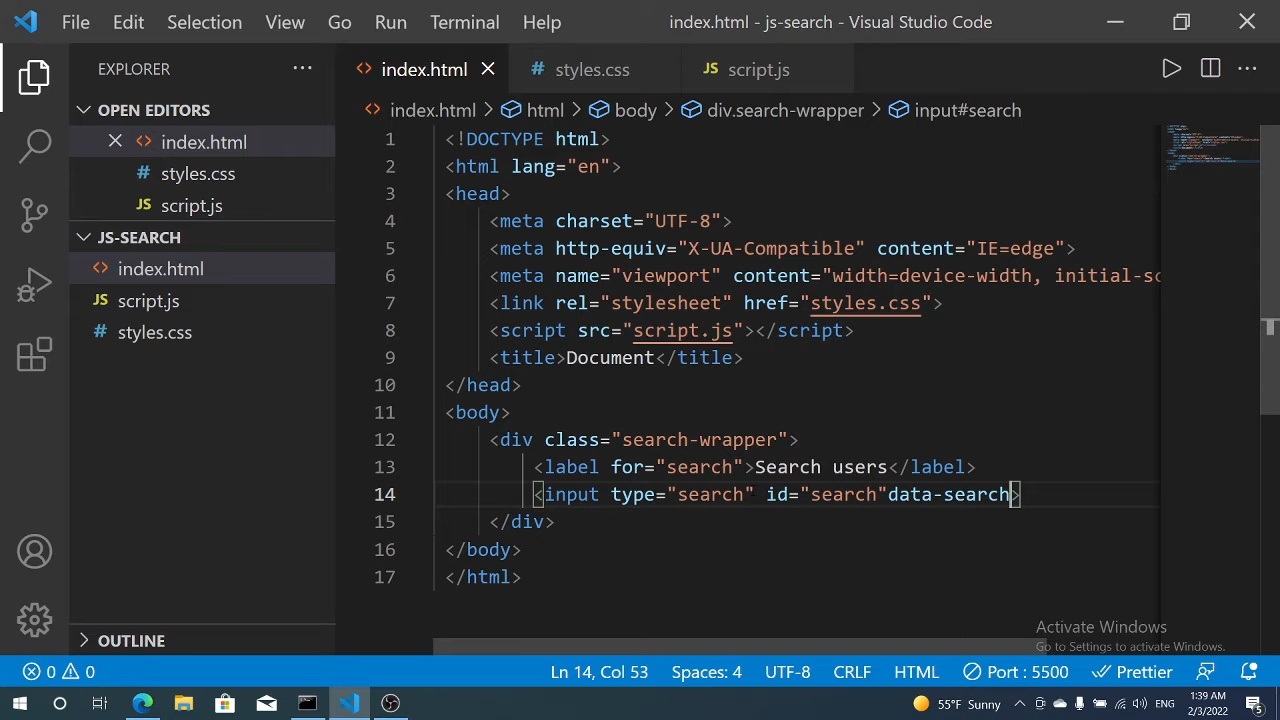 File Edit Selection View Go Run Terminal Help index.html - js-search - Visual Studio Code
EXPLORER
index.html
styles.css
script.js
OPEN EDITORS
index.html
styles.css
script.js
JS-SEARCH
index.html
script.js
styles.css
OUTLINE
index.html > html > body > div.search-wrapper > input#search
1 <!DOCTYPE html>
2 <html lang="en">
3 <head>
4 <meta charset="UTF-8">
5 <meta http-equiv="X-UA-Compatible" content="IE=edge">
6 <meta name="viewport" content="width=device-width, initial-sc
7 <link rel="stylesheet" href="styles.css">
8 <script src="script.js"></script>
9 <title>Document</title>
10 </head>
11 <body>
12 <div class="search-wrapper">
13 <label for="search">Search users</label>
14 <input type="search" id="search"data-search>
15 </div>
16 </body>
17 </html>
Activate Windows
Go to Settings to activate Windows.
0 0 Ln 14, Col 53 Spaces: 4 UTF-8 CRLF HTML Port : 5500 Prettier
55°F Sunny ENG 1:39 AM
2/3/2022 5